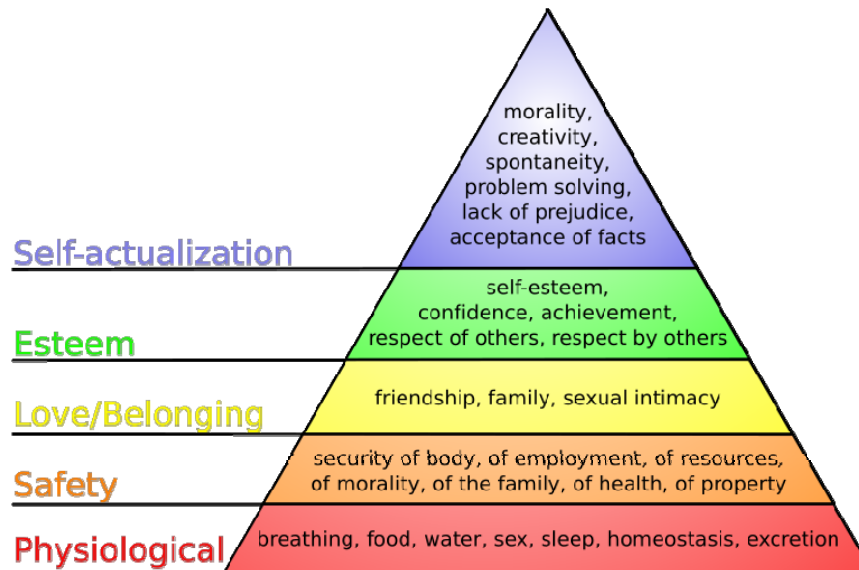 morality,
creativity,
spontaneity,
problem solving,
lack of prejudice,
acceptance of facts
Self-actualization
self-esteem,
confidence, achievement,
respect of others, respect by others
Esteem
friendship, family, sexual intimacy
Love/Belonging
security of body, of employment, of resources,
of morality, of the family, of health, of property
Safety
breathing, food, water, sex, sleep, homeostasis, excretion
Physiological